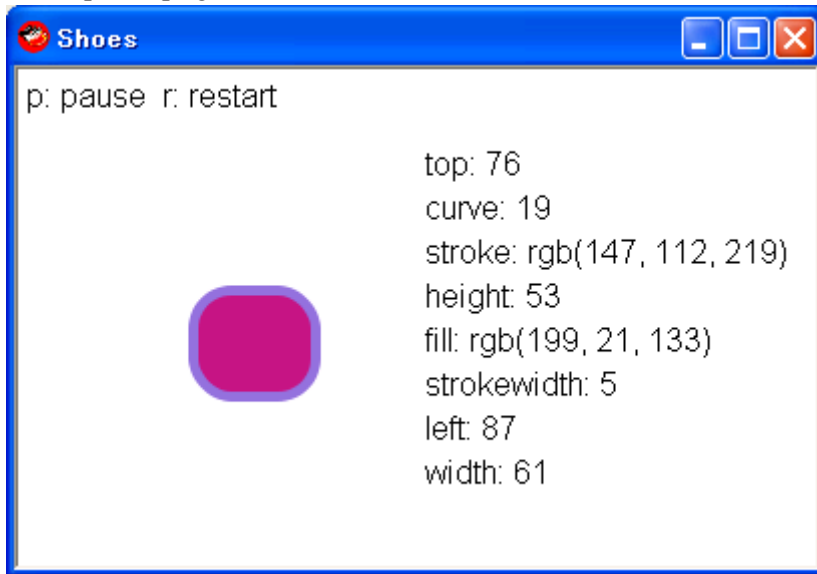 Shoes
p: pause r: restart
top: 76
curve: 19
stroke: rgb(147, 112, 219)
height: 53
fill: rgb(199, 21, 133)
strokewidth: 5
left: 87
width: 61